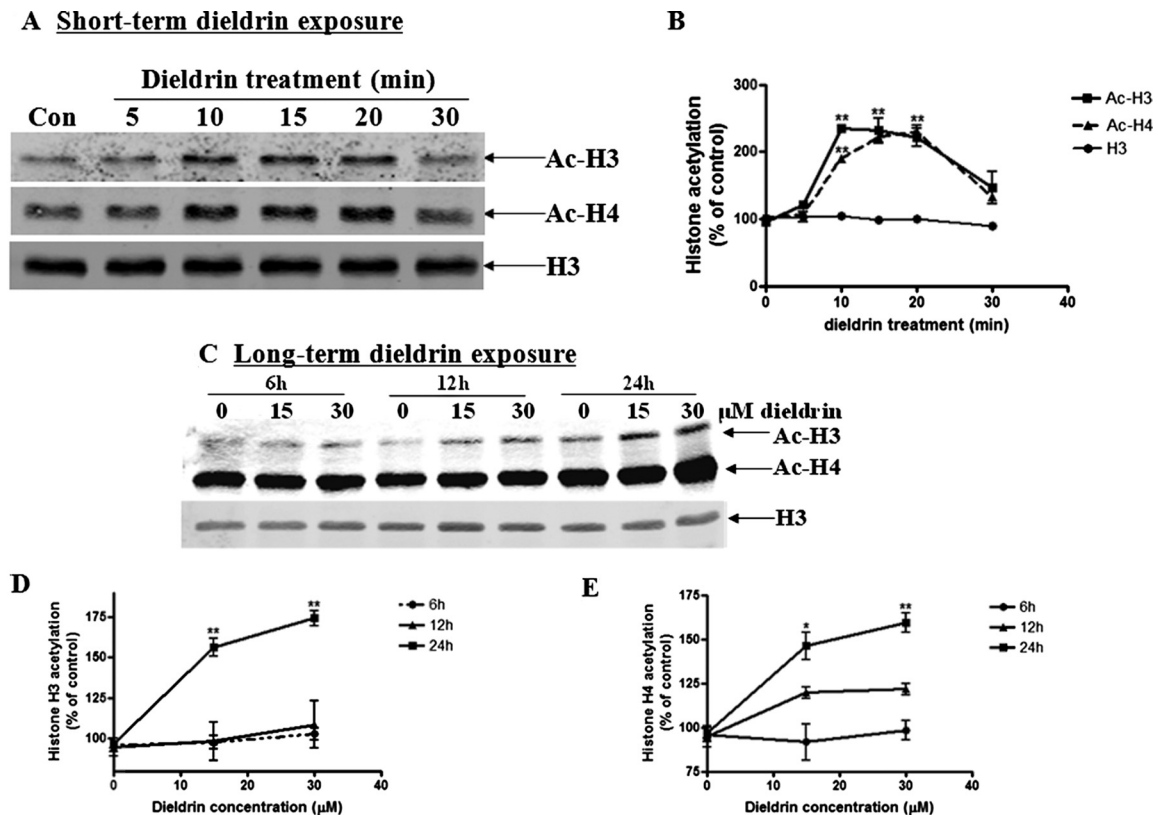 A Short-term dieldrin exposure
Dieldrin treatment (min)
Con 5 10 15 20 30
Ac-H3
Ac-H4
H3
B
Histone acetylation
(% of control)
300
200
100
0
** ** **
**
0 10 20 30 40
dieldrin treatment (min)
Ac-H3
Ac-H4
H3
C Long-term dieldrin exposure
6h 12h 24h
0 15 30 0 15 30 0 15 30 μM dieldrin
Ac-H3
Ac-H4
H3
D
Histone H3 acetylation
(% of control)
175
150
125
100
** **
0 10 20 30 40
Dieldrin concentration (μM)
6h
12h
24h
E
Histone H4 acetylation
(% of control)
175
150
125
100
75
* **
0 10 20 30 40
Dieldrin concentration (μM)
6h
12h
24h